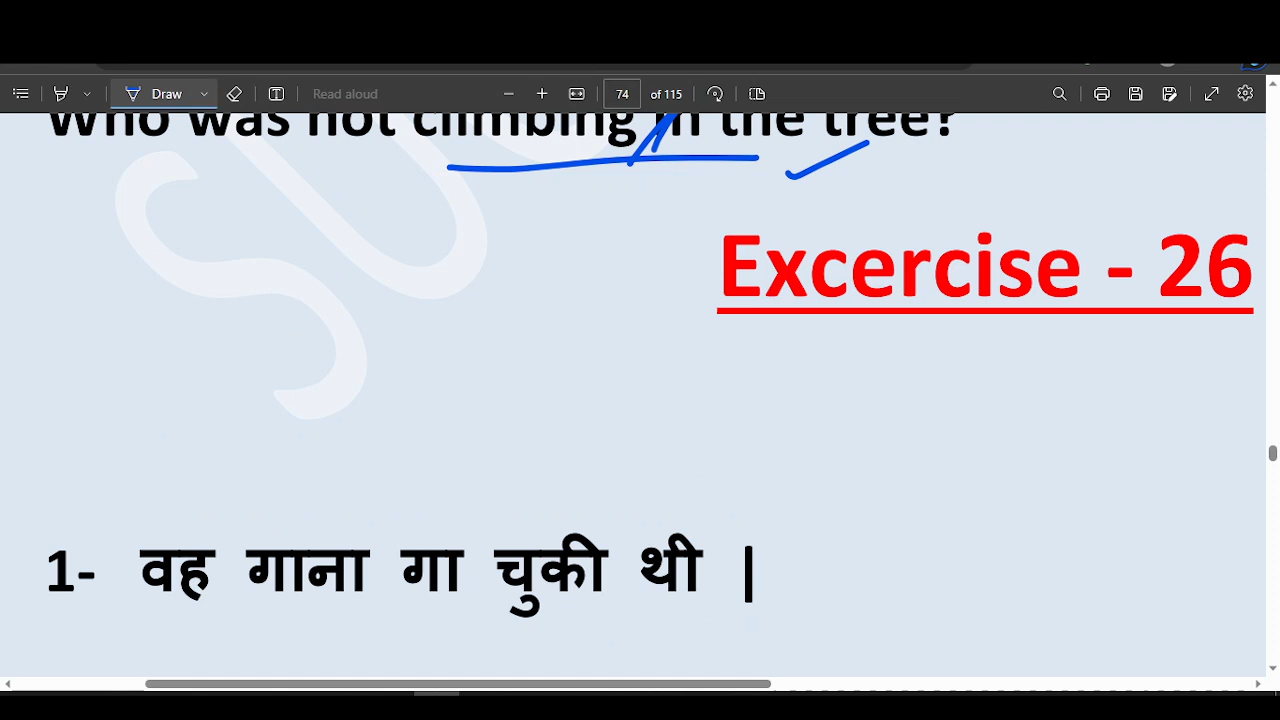 Draw
Read aloud
74 of 115
Who was not climbing in the tree?
Excercise - 26
1- वह गाना गा चुकी थी |